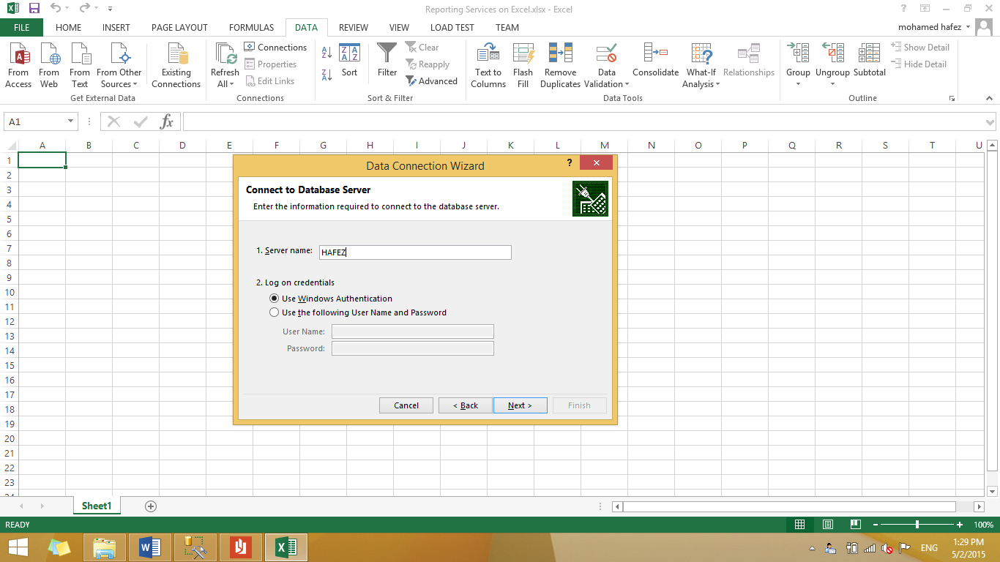 Reporting Services on Excel.xlsx - Excel
?
FILE HOME INSERT PAGE LAYOUT FORMULAS DATA REVIEW VIEW LOAD TEST TEAM mohamed hafez
From Access
From Web
From Text
From Other Sources
Existing Connections
Refresh All
Connections
Properties
Edit Links
Sort
Filter
Clear
Reapply
Advanced
Text to Columns
Flash Fill
Remove Duplicates
Data Validation
Consolidate
What-If Analysis
Relationships
Group
Ungroup
Subtotal
Show Detail
Hide Detail
Get External Data Connections Sort & Filter Data Tools Outline
A1 fx
A B C D E F G H I J K L M N O P Q R S T U
1
2
3
4
5
6
7
8
9
10
11
12
13
14
15
16
17
18
19
20
21
22
23
24
Data Connection Wizard ?
Connect to Database Server
Enter the information required to connect to the database server.
1. Server name: HAFEZ
2. Log on credentials
Use Windows Authentication
Use the following User Name and Password
User Name:
Password:
Cancel < Back Next > Finish
Sheet1
READY 100%
ENG
1:29 PM
5/2/2015